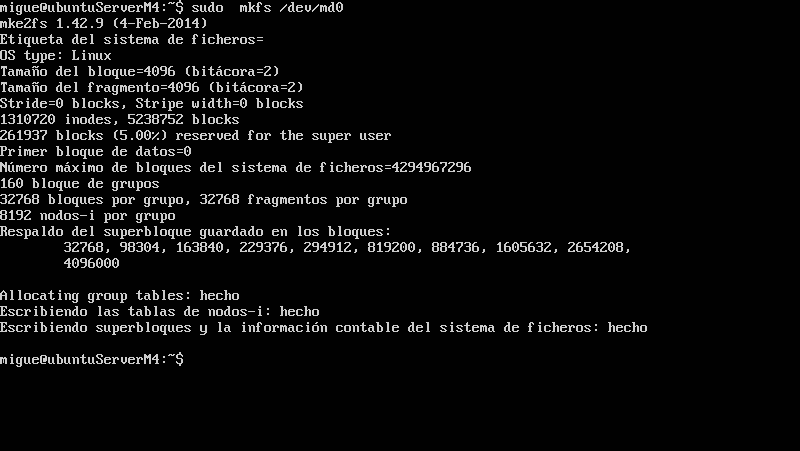 migue@ubuntuServerM4:~$ sudo  mkfs /dev/md0
mke2fs 1.42.9 (4-Feb-2014)
Etiqueta del sistema de ficheros=
OS type: Linux
Tamaño del bloque=4096 (bitácora=2)
Tamaño del fragmento=4096 (bitácora=2)
Stride=0 blocks, Stripe width=0 blocks
1310720 inodes, 5238752 blocks
261937 blocks (5.00%) reserved for the super user
Primer bloque de datos=0
Número máximo de bloques del sistema de ficheros=4294967296
160 bloque de grupos
32768 bloques por grupo, 32768 fragmentos por grupo
8192 nodos-i por grupo
Respaldo del superbloque guardado en los bloques:
        32768, 98304, 163840, 229376, 294912, 819200, 884736, 1605632, 2654208,
        4096000
Allocating group tables: hecho
Escribiendo las tablas de nodos-i: hecho
Escribiendo superbloques y la información contable del sistema de ficheros: hecho
migue@ubuntuServerM4:~$